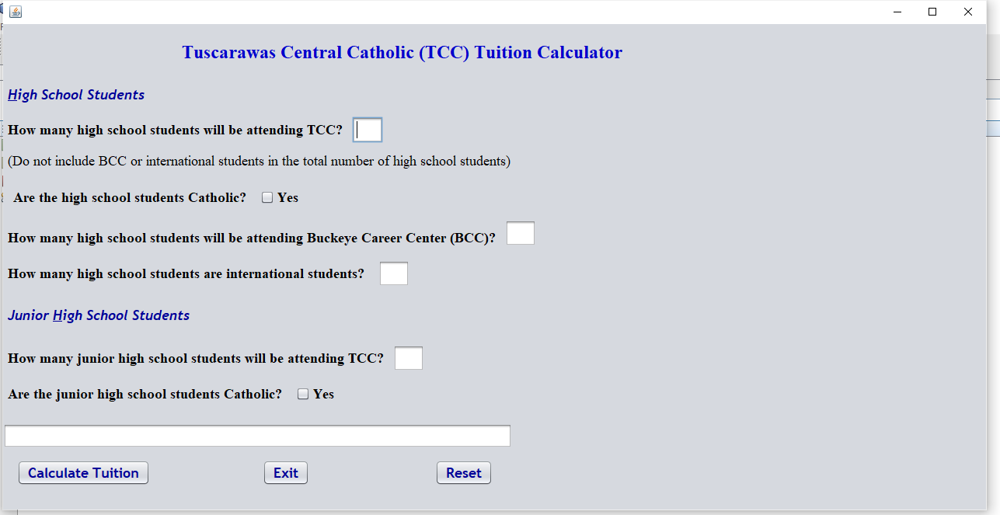 Tuscarawas Central Catholic (TCC) Tuition Calculator
High School Students
How many high school students will be attending TCC?
(Do not include BCC or international students in the total number of high school students)
Are the high school students Catholic? Yes
How many high school students will be attending Buckeye Career Center (BCC)?
How many high school students are international students?
Junior High School Students
How many junior high school students will be attending TCC?
Are the junior high school students Catholic? Yes
Calculate Tuition Exit Reset